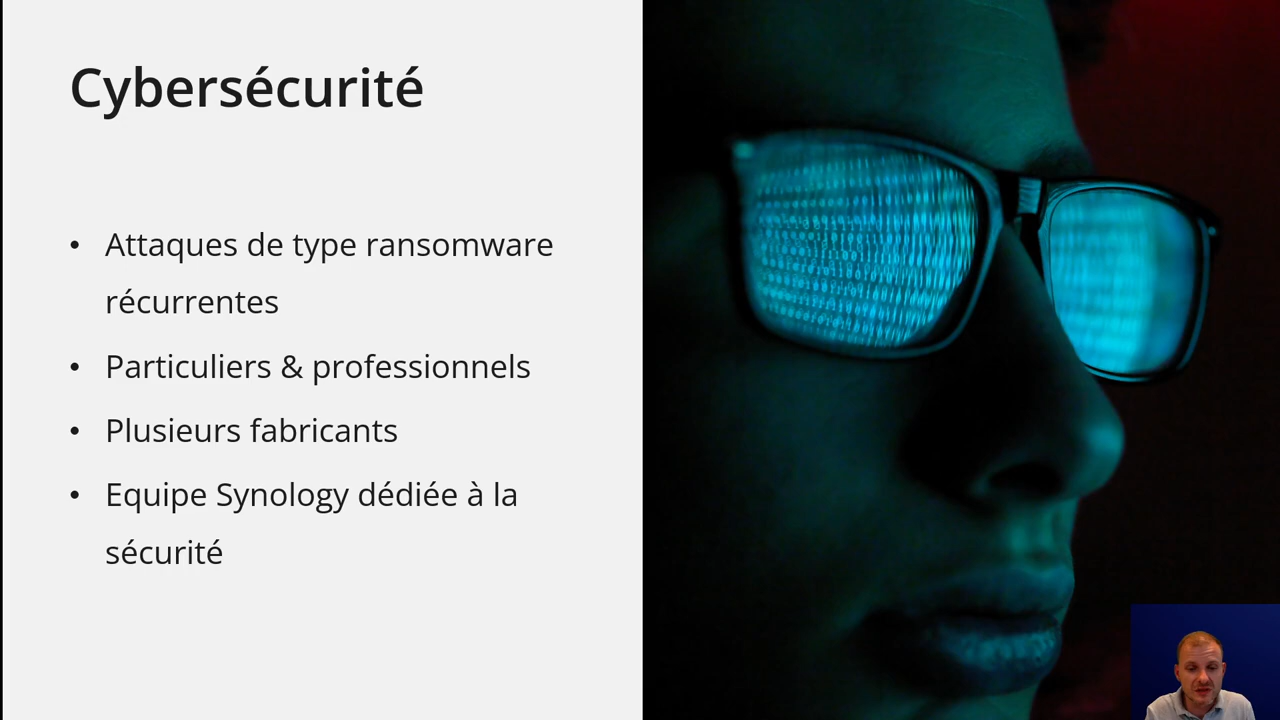 Cybersécurité
• Attaques de type ransomware
récurrentes
• Particuliers & professionnels
• Plusieurs fabricants
• Equipe Synology dédiée à la
sécurité